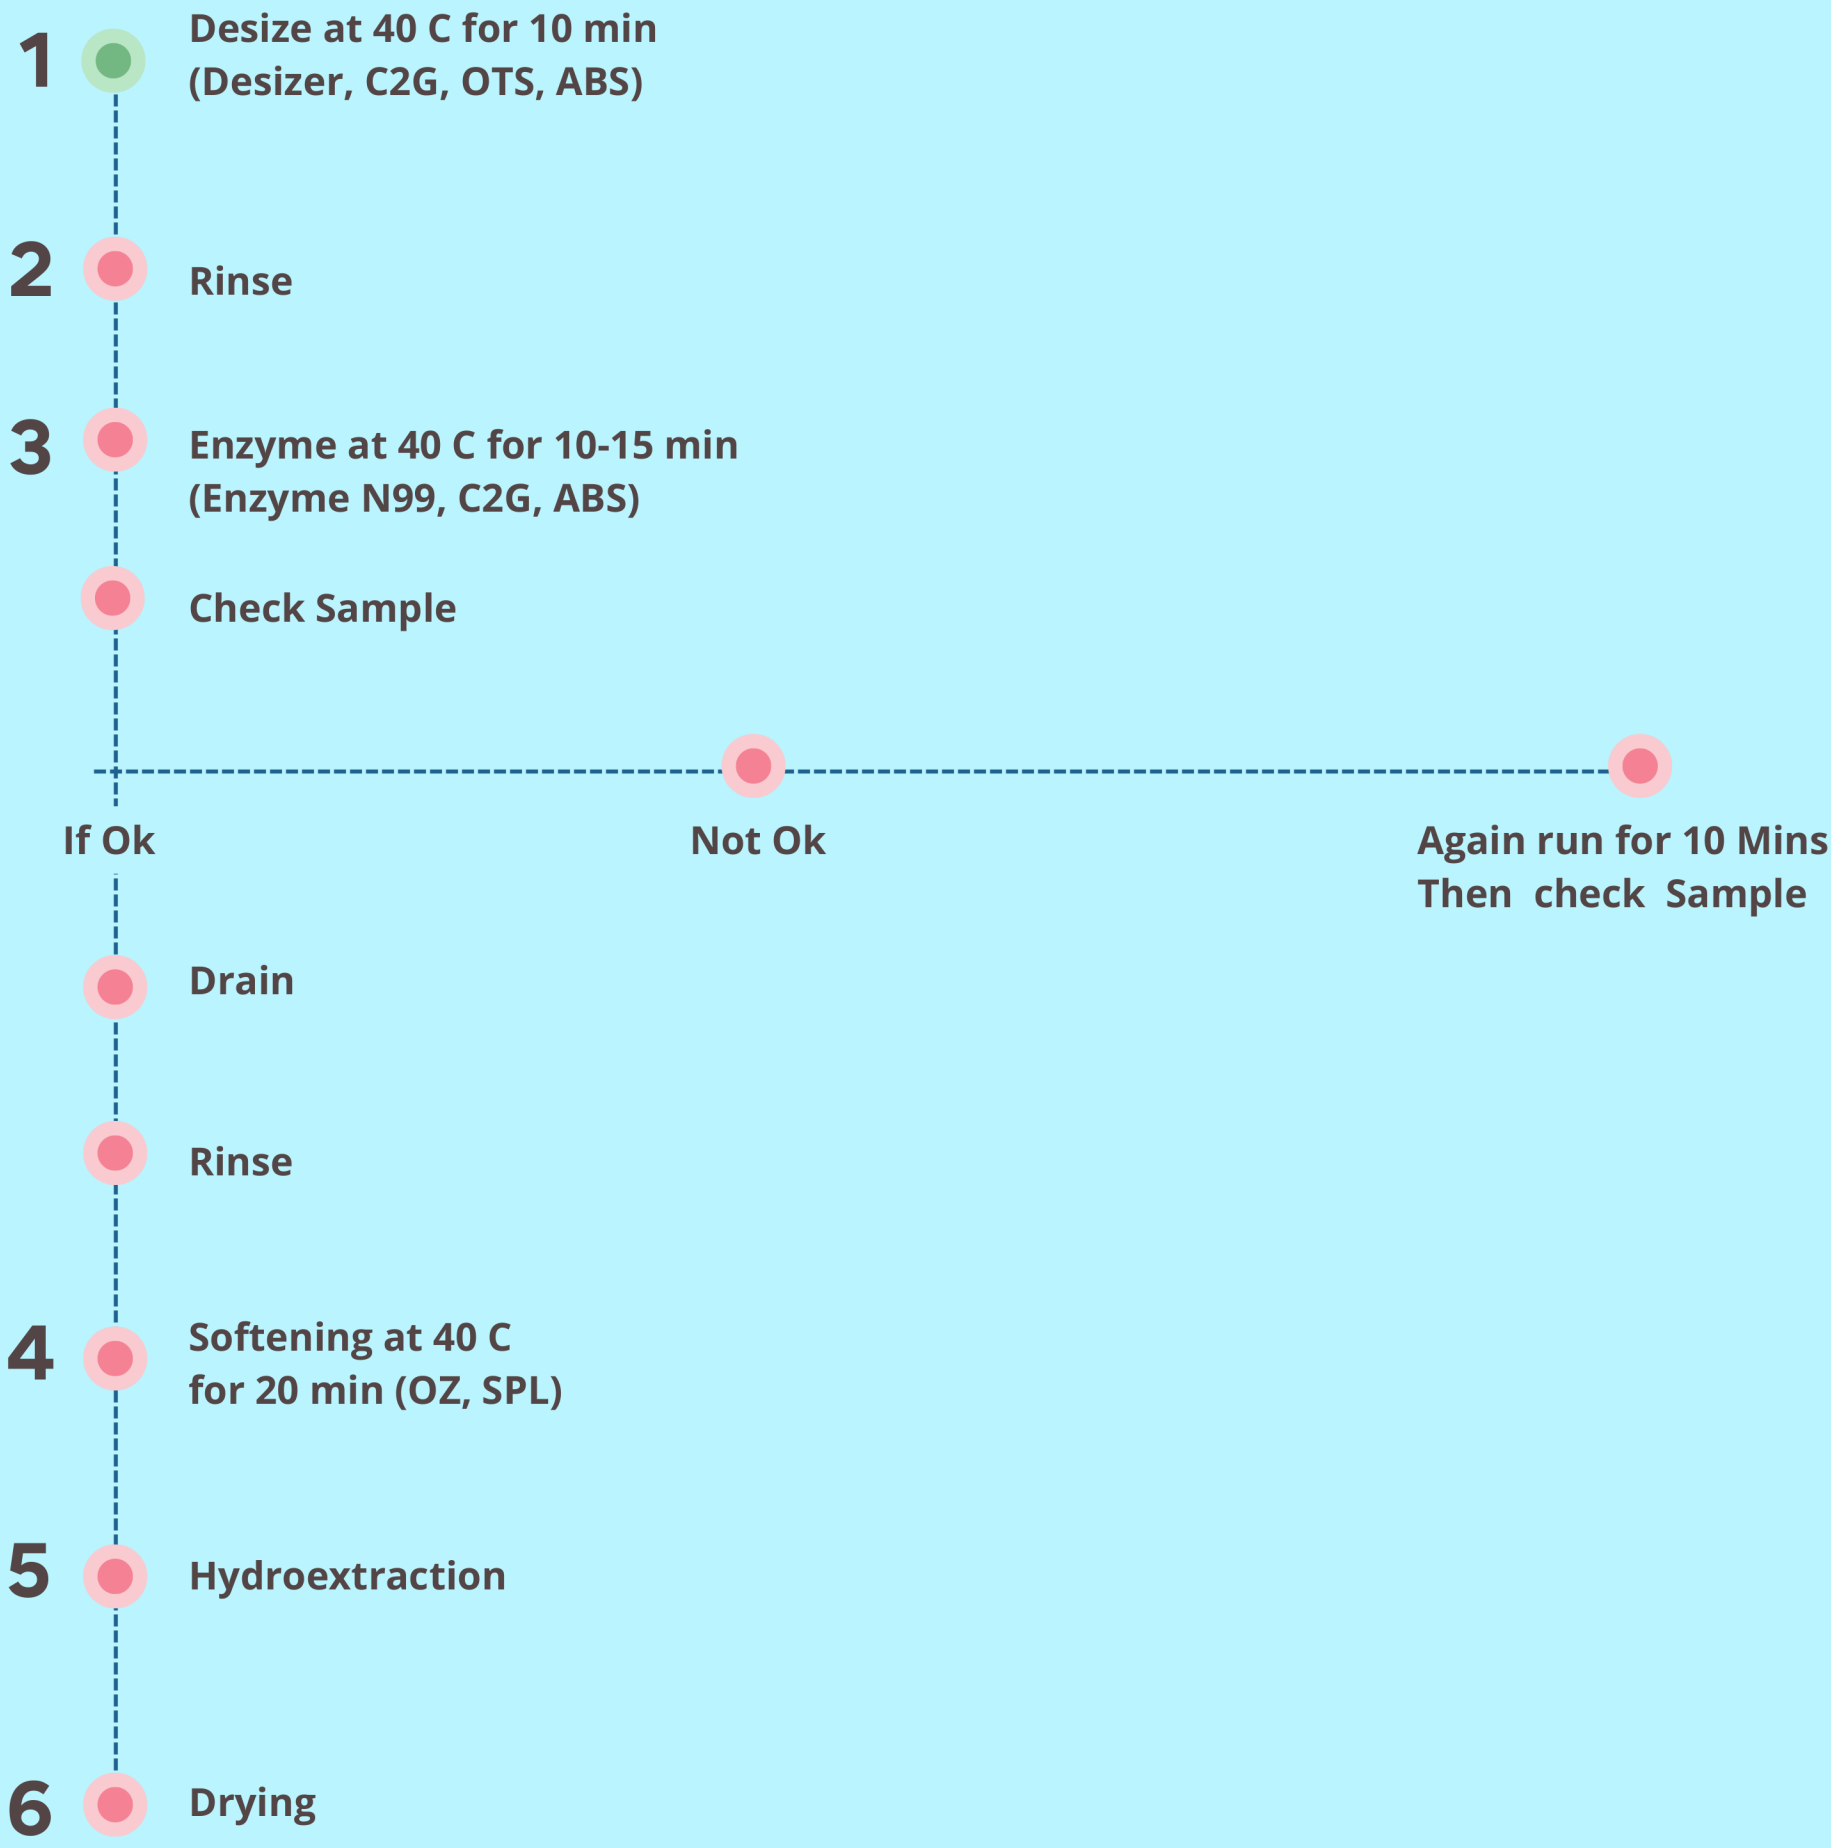 1
Desize at 40 C for 10 min
(Desizer, C2G, OTS, ABS)
2
Rinse
3
Enzyme at 40 C for 10-15 min
(Enzyme N99, C2G, ABS)
Check Sample
If Ok
Not Ok
Again run for 10 Mins
Then check Sample
Drain
Rinse
4
Softening at 40 C
for 20 min (OZ, SPL)
5
Hydroextraction
6
Drying